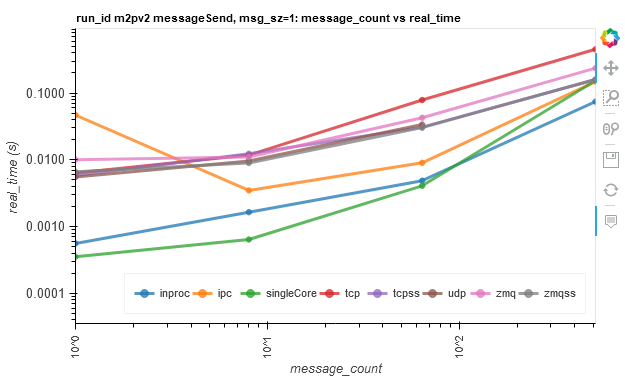 run_id m2pv2 messageSend, msg_sz=1: message_count vs real_time
real_time (s)
0.1000
0.0100
0.0010
0.0001
inproc ipc singleCore tcp tcpss udp zmq zmqss
10^0 10^1 10^2
message_count